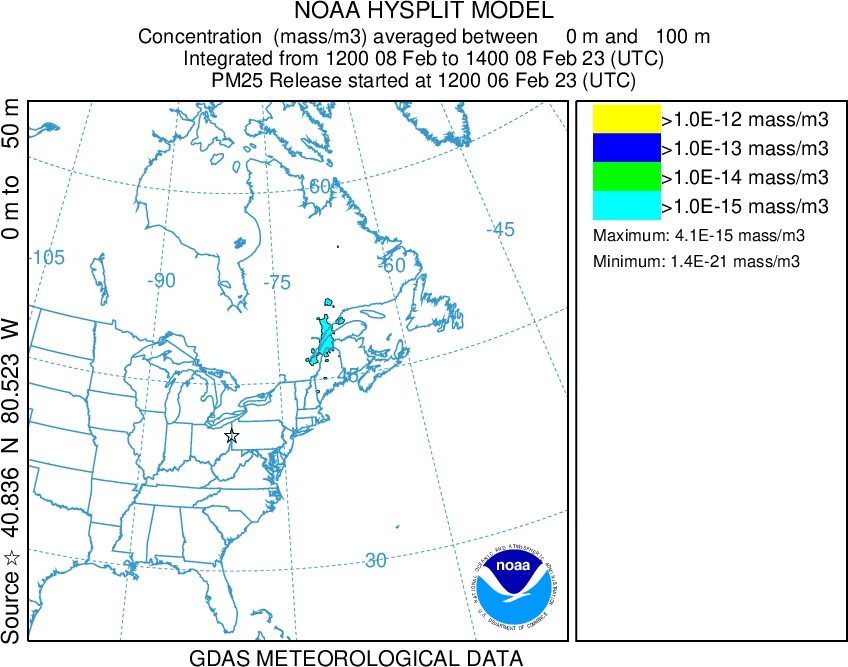 NOAA HYSPLIT MODEL
Concentration (mass/m3) averaged between 0 m and 100 m
Integrated from 1200 08 Feb to 1400 08 Feb 23 (UTC)
PM25 Release started at 1200 06 Feb 23 (UTC)
Source ☆ 40.836 N 80.523 W 0 m to 50 m
60
-45
-105
-90
-75
-60
45
30
>1.0E-12 mass/m3
>1.0E-13 mass/m3
>1.0E-14 mass/m3
>1.0E-15 mass/m3
Maximum: 4.1E-15 mass/m3
Minimum: 1.4E-21 mass/m3
NATIONAL OCEANIC AND ATMOSPHERIC ADMINISTRATION
noaa
U.S. DEPARTMENT OF COMMERCE
GDAS METEOROLOGICAL DATA